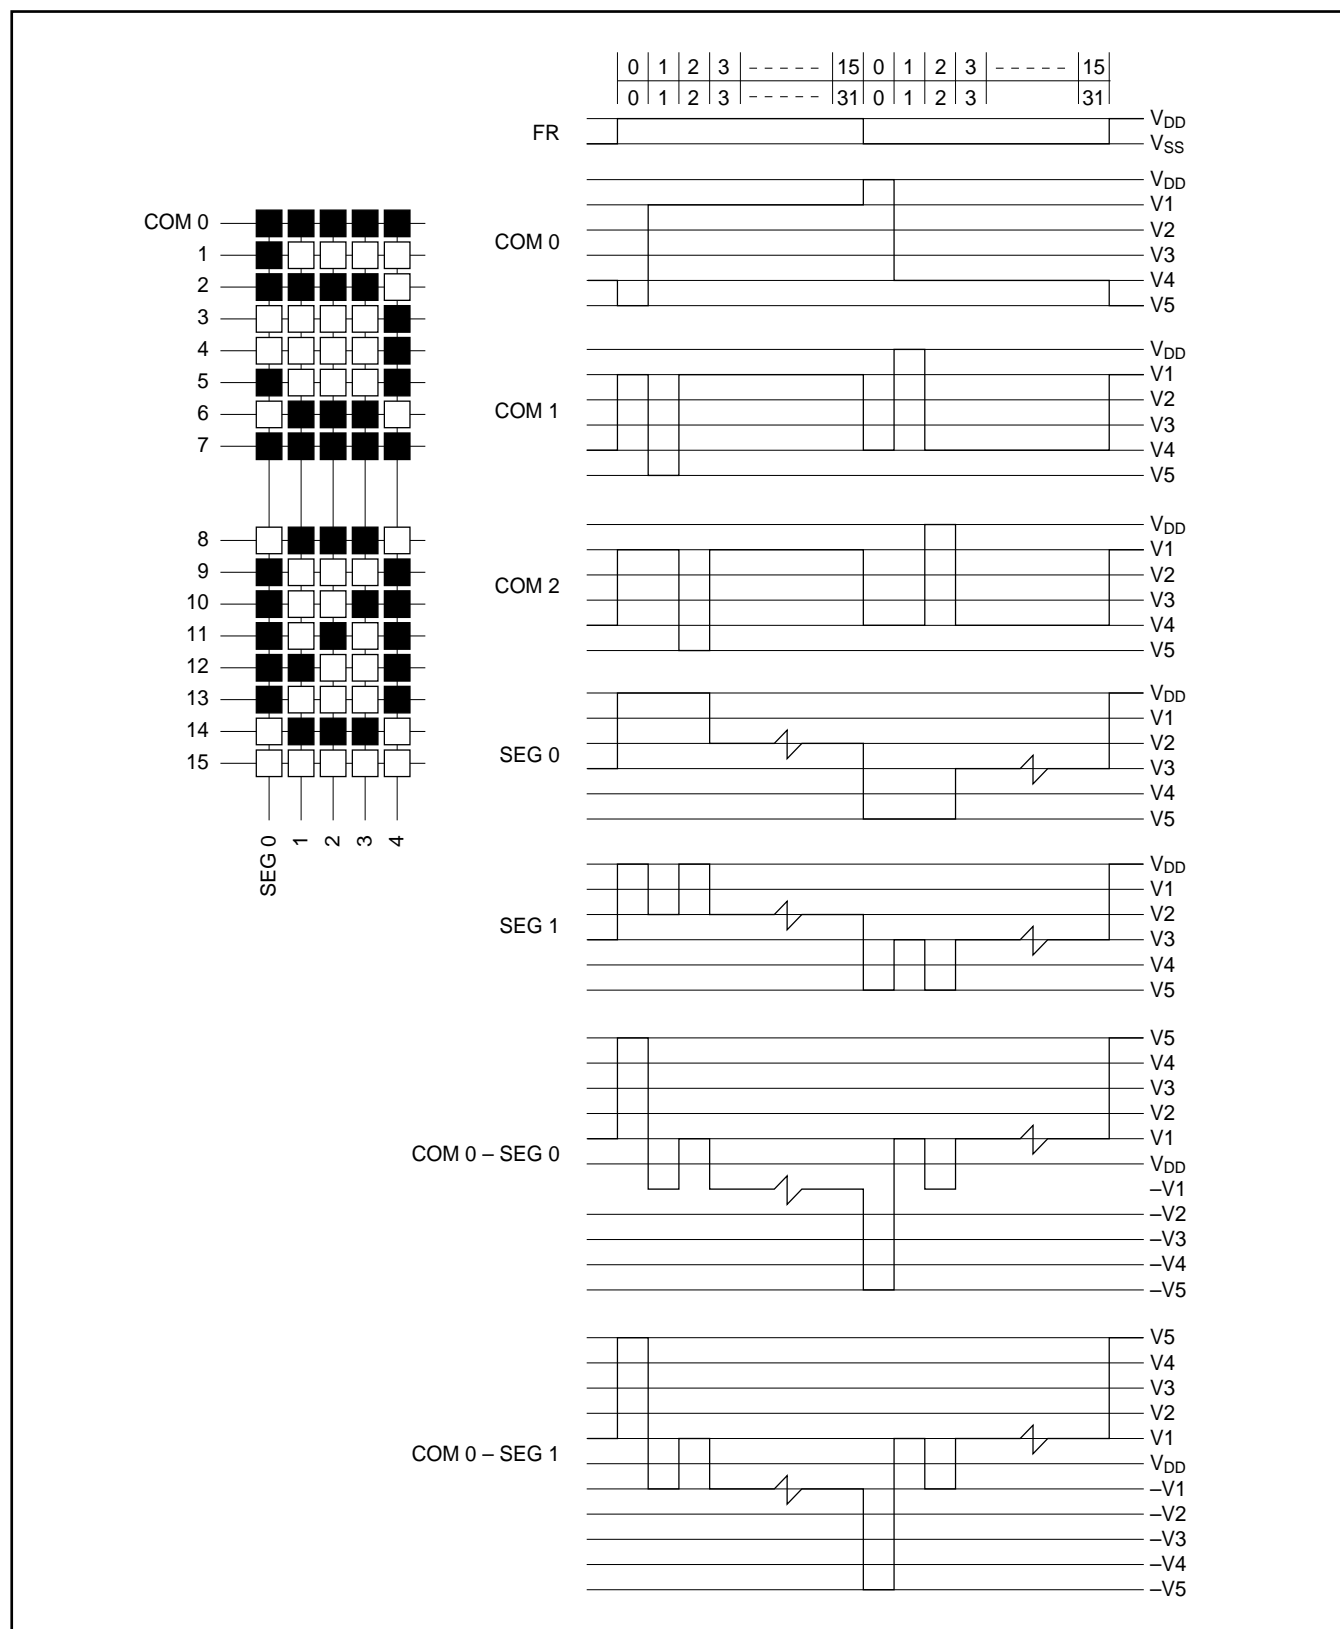 0 1 2 3 ----- 15 0 1 2 3 ----- 15
0 1 2 3 ----- 31 0 1 2 3 ----- 31
FR
VDD
VSS
COM 0
1
2
3
4
5
6
7
8
9
10
11
12
13
14
15
SEG 0
1
2
3
4
COM 0
VDD
V1
V2
V3
V4
V5
COM 1
VDD
V1
V2
V3
V4
V5
COM 2
VDD
V1
V2
V3
V4
V5
SEG 0
VDD
V1
V2
V3
V4
V5
SEG 1
VDD
V1
V2
V3
V4
V5
COM 0 – SEG 0
V5
V4
V3
V2
V1
VDD
–V1
–V2
–V3
–V4
–V5
COM 0 – SEG 1
V5
V4
V3
V2
V1
VDD
–V1
–V2
–V3
–V4
–V5